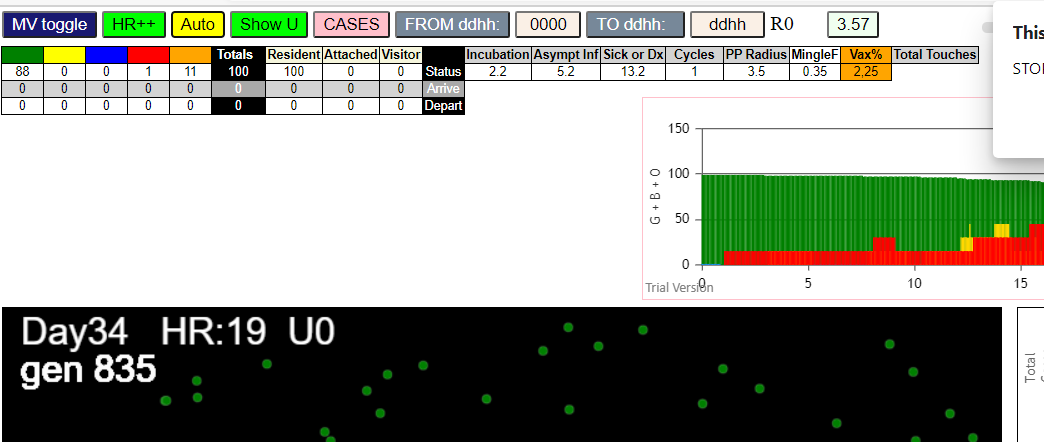 MV toggle HR++ Auto Show U CASES FROM ddhh: 0000 TO ddhh: ddhh R0 3.57
This
Totals Resident Attached Visitor Incubation Asympt Inf Sick or Dx Cycles PP Radius MingleF Vax% Total Touches
88 0 0 1 11 100 100 0 0 Status 2.2 5.2 13.2 1 3.5 0.35 2,25
0 0 0 0 0 0 0 0 0 Arrive
0 0 0 0 0 0 0 0 0 Depart
150
100
50
0
G + B + O
0 5 10 15
Trial Version
Day34 HR:19 U0
gen 835
Total